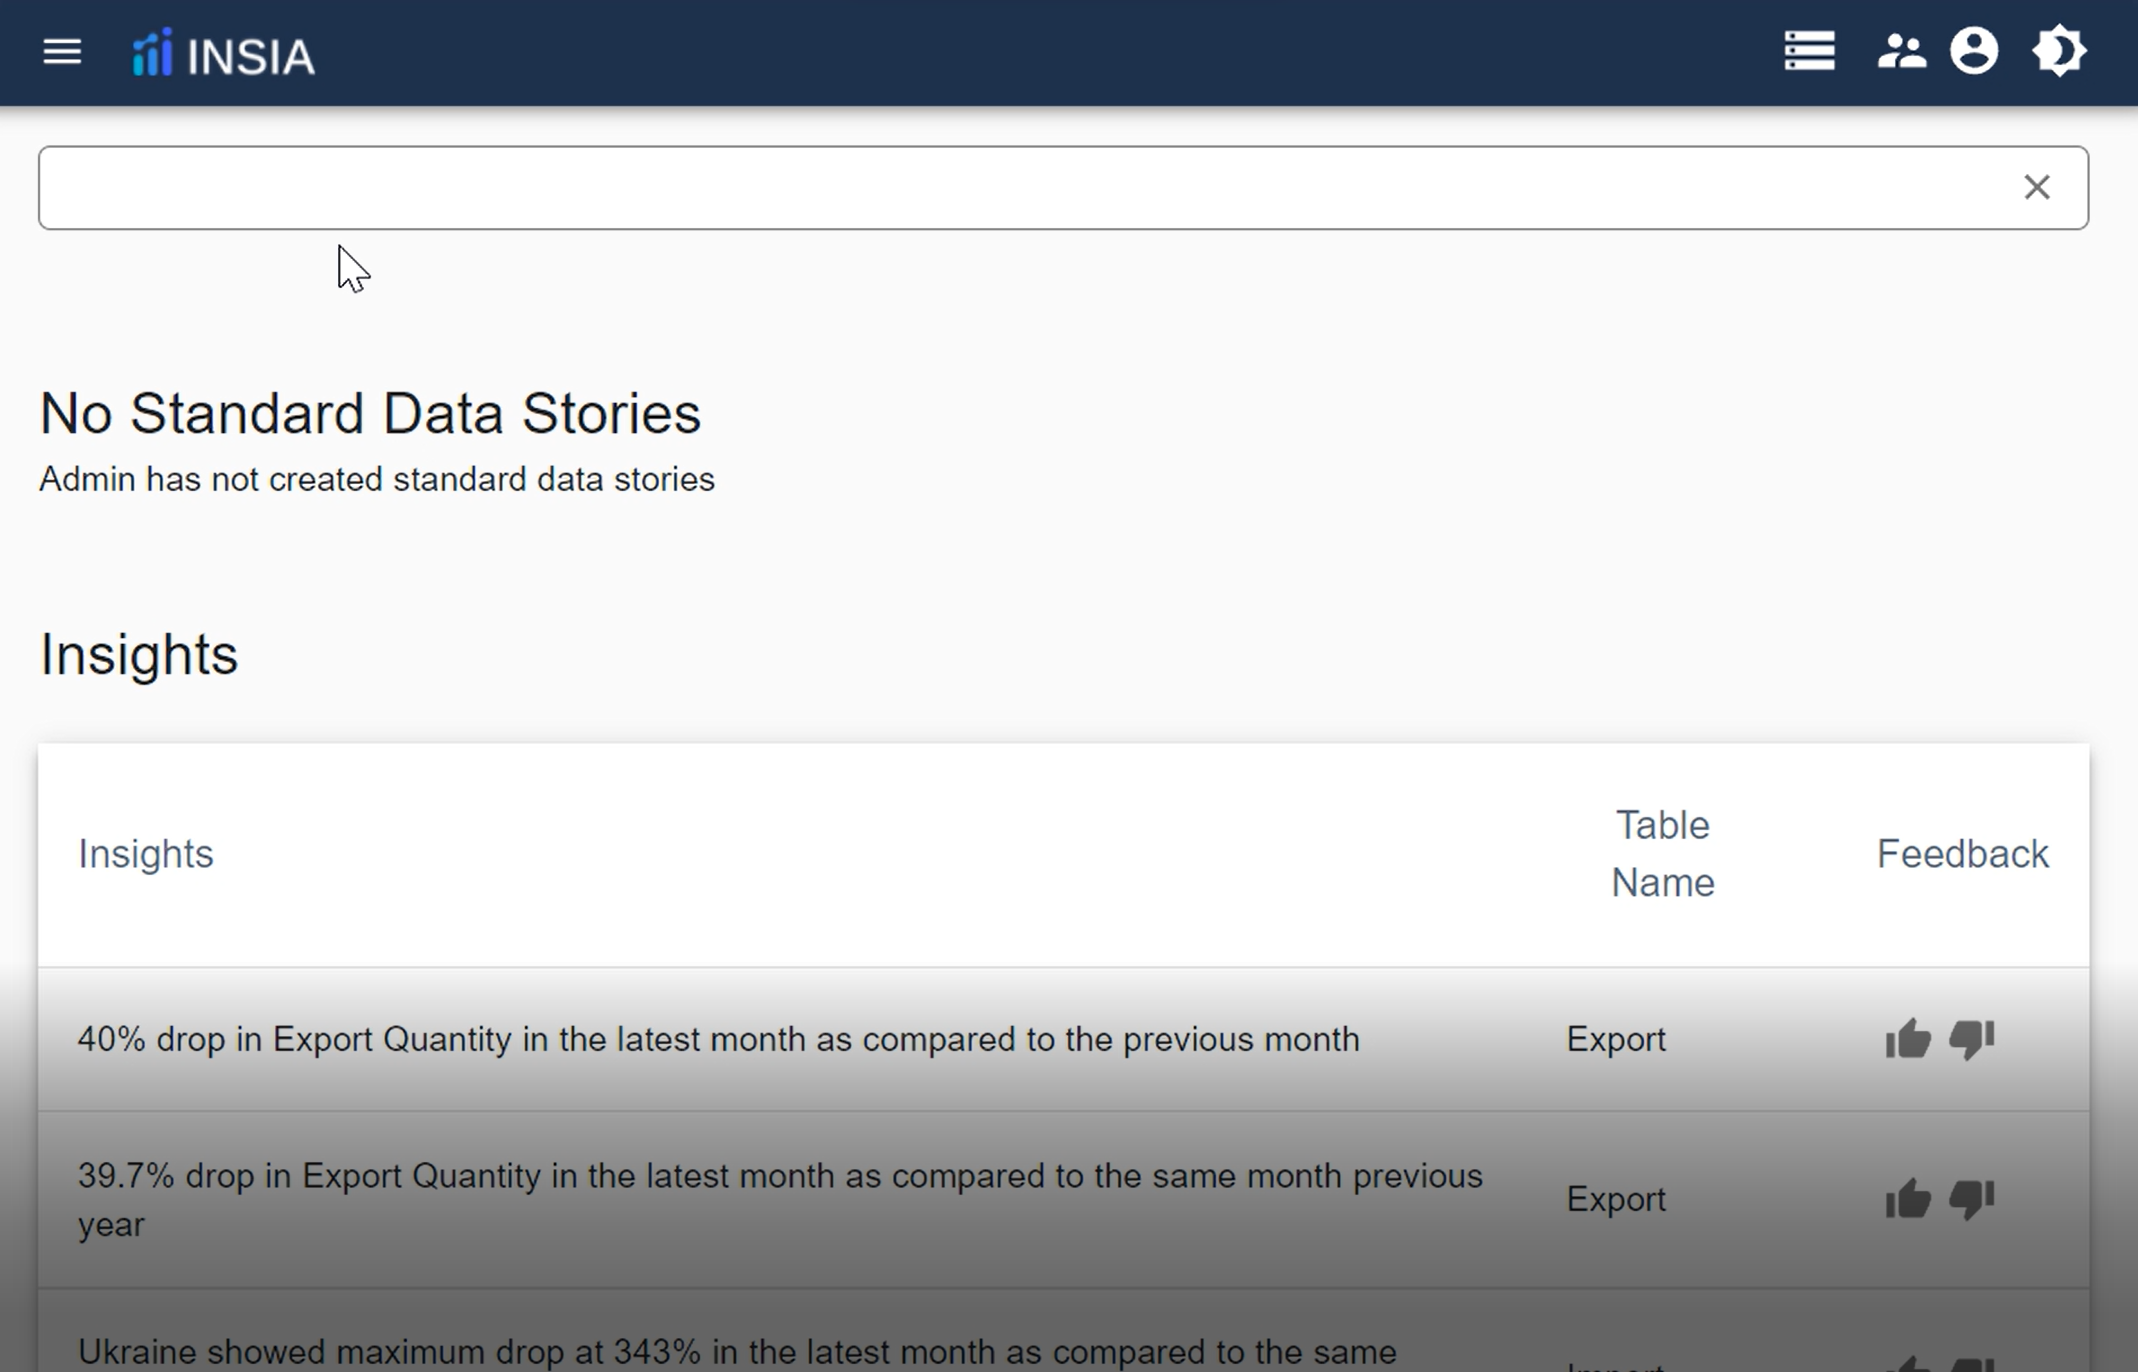 INSIA
No Standard Data Stories
Admin has not created standard data stories
Insights
Insights
Table
Name
Feedback
40% drop in Export Quantity in the latest month as compared to the previous month
Export
39.7% drop in Export Quantity in the latest month as compared to the same month previous
year
Export
Ukraine showed maximum drop at 343% in the latest month as compared to the same